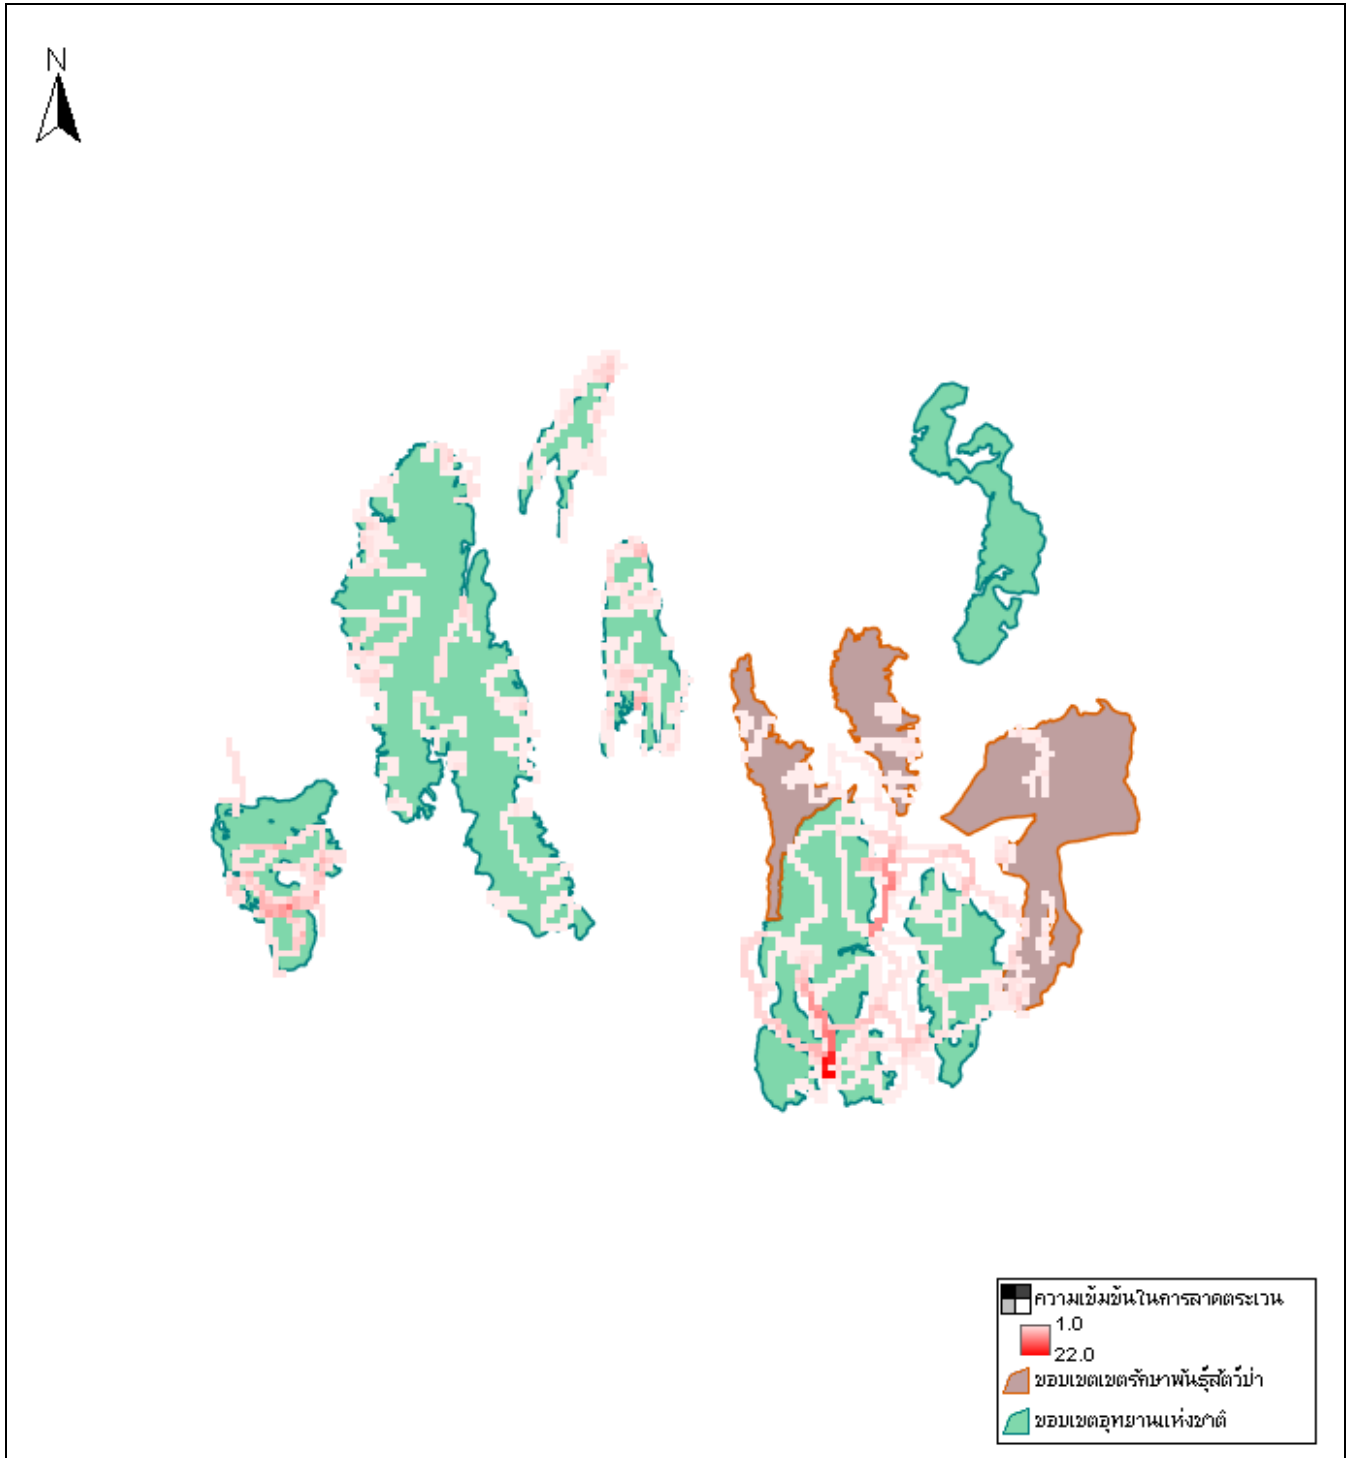 N
ความเข้มข้นในการลาดตระเวน
1.0
22.0
ขอบเขตเขตรักษาพันธุ์สัตว์ป่า
ขอบเขตอุทยานแห่งชาติ